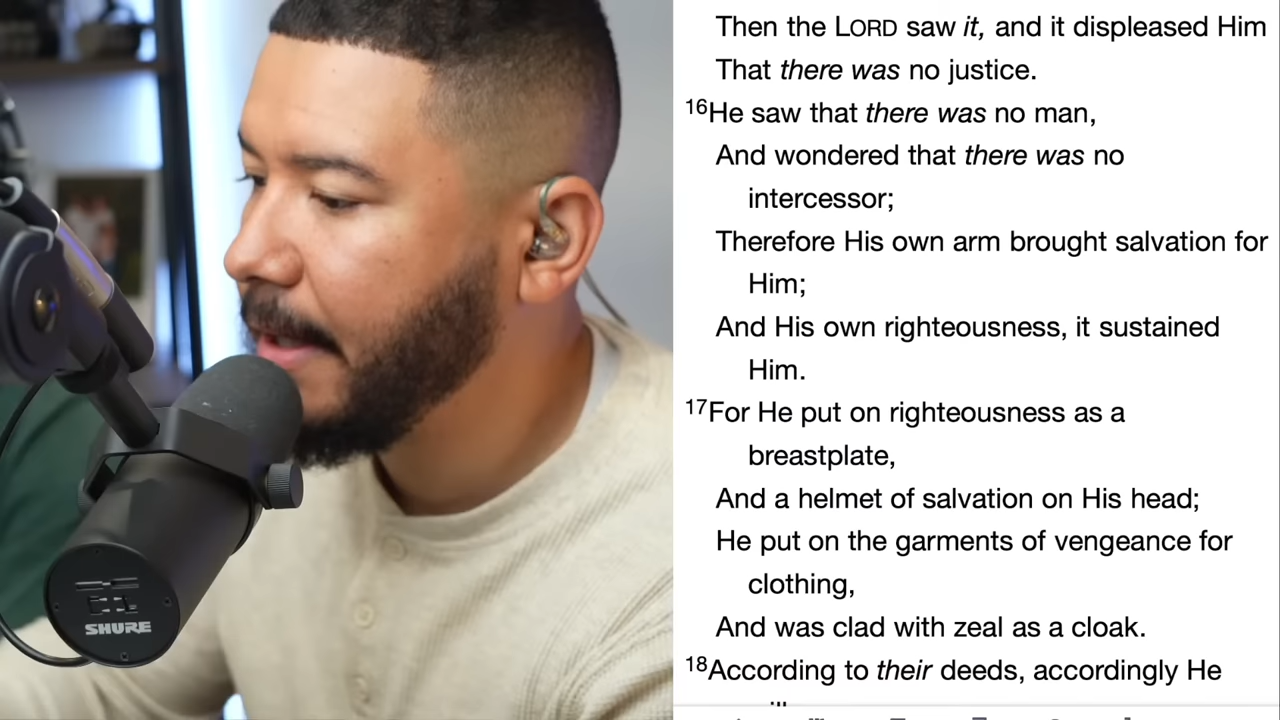 Then the LORD saw it, and it displeased Him
That there was no justice.
16He saw that there was no man,
And wondered that there was no
intercessor;
Therefore His own arm brought salvation for
Him;
And His own righteousness, it sustained
Him.
17For He put on righteousness as a
breastplate,
And a helmet of salvation on His head;
He put on the garments of vengeance for
clothing,
And was clad with zeal as a cloak.
18According to their deeds, accordingly He
SHURE